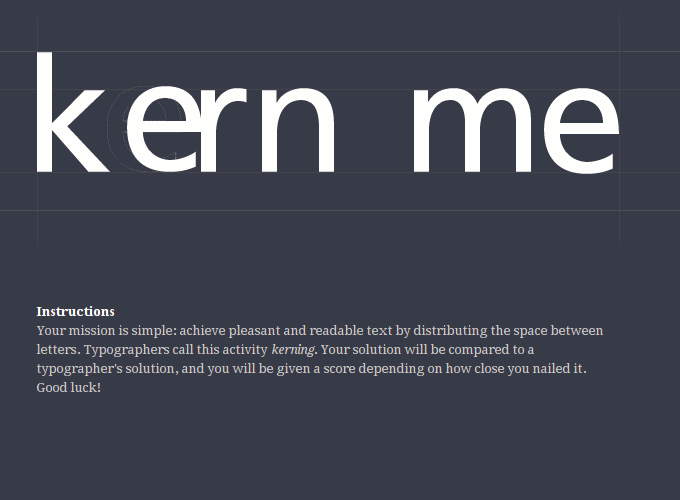 kern me
Instructions
Your mission is simple: achieve pleasant and readable text by distributing the space between
letters. Typographers call this activity kerning. Your solution will be compared to a
typographer's solution, and you will be given a score depending on how close you nailed it.
Good luck!